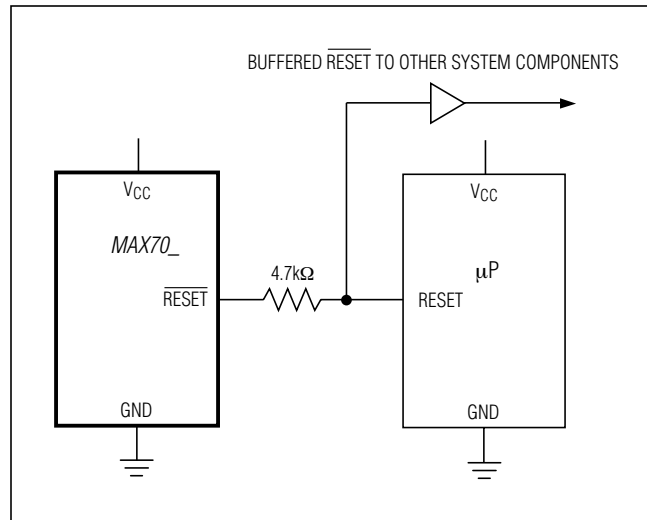 BUFFERED RESET TO OTHER SYSTEM COMPONENTS
VCC
MAX70_
RESET
GND
4.7kΩ
VCC
μP
RESET
GND